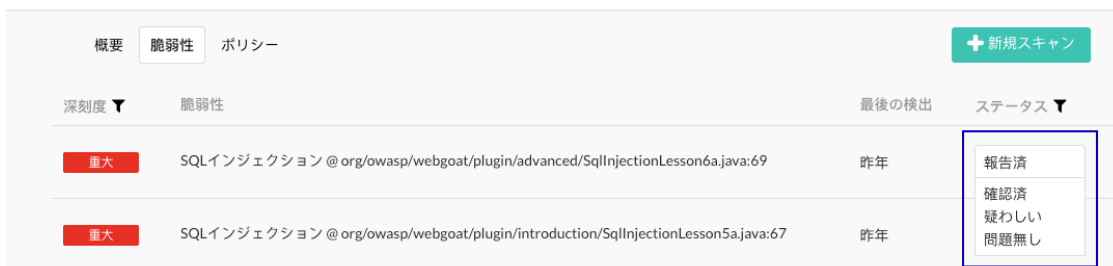 概要 脆弱性 ポリシー 新規スキャン
深刻度 脆弱性 最後の検出 ステータス
重大 SQLインジェクション @ org/owasp/webgoat/plugin/advanced/SqlInjectionLesson6a.java:69 昨年 報告済
確認済
疑わしい
重大 SQLインジェクション @ org/owasp/webgoat/plugin/introduction/SqlInjectionLesson5a.java:67 昨年 問題無し